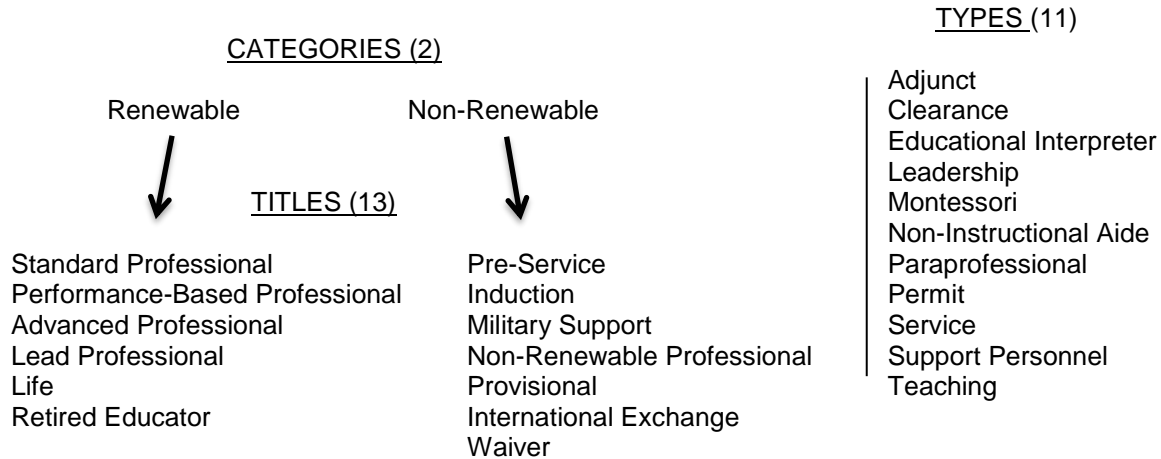 TYPES (11)
CATEGORIES (2)
Renewable
Non-Renewable
TITLES (13)
Standard Professional
Performance-Based Professional
Advanced Professional
Lead Professional
Life
Retired Educator
Pre-Service
Induction
Military Support
Non-Renewable Professional
Provisional
International Exchange
Waiver
Adjunct
Clearance
Educational Interpreter
Leadership
Montessori
Non-Instructional Aide
Paraprofessional
Permit
Service
Support Personnel
Teaching